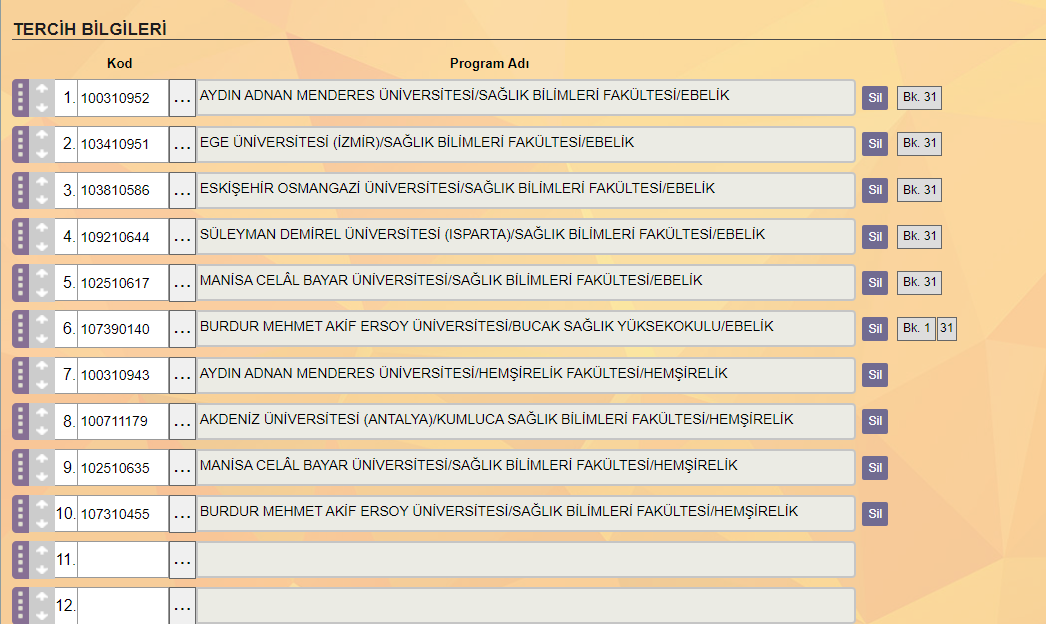 TERCİH BİLGİLERİ
Kod Program Adı
1. 100310952 ... AYDIN ADNAN MENDERES ÜNİVERSİTESİ/SAĞLIK BİLİMLERİ FAKÜLTESİ/EBELİK Sil Bk. 31
2. 103410951 ... EGE ÜNİVERSİTESİ (İZMİR)/SAĞLIK BİLİMLERİ FAKÜLTESİ/EBELİK Sil Bk. 31
3. 103810586 ... ESKİŞEHİR OSMANGAZİ ÜNİVERSİTESİ/SAĞLIK BİLİMLERİ FAKÜLTESİ/EBELİK Sil Bk. 31
4. 109210644 ... SÜLEYMAN DEMİREL ÜNİVERSİTESİ (ISPARTA)/SAĞLIK BİLİMLERİ FAKÜLTESİ/EBELİK Sil Bk. 31
5. 102510617 ... MANİSA CELÂL BAYAR ÜNİVERSİTESİ/SAĞLIK BİLİMLERİ FAKÜLTESİ/EBELİK Sil Bk. 31
6. 107390140 ... BURDUR MEHMET AKİF ERSOY ÜNİVERSİTESİ/BUCAK SAĞLIK YÜKSEKOKULU/EBELİK Sil Bk. 1 31
7. 100310943 ... AYDIN ADNAN MENDERES ÜNİVERSİTESİ/HEMŞİRELİK FAKÜLTESİ/HEMŞİRELİK Sil
8. 100711179 ... AKDENİZ ÜNİVERSİTESİ (ANTALYA)/KUMLUCA SAĞLIK BİLİMLERİ FAKÜLTESİ/HEMŞİRELİK Sil
9. 102510635 ... MANİSA CELÂL BAYAR ÜNİVERSİTESİ/SAĞLIK BİLİMLERİ FAKÜLTESİ/HEMŞİRELİK Sil
10. 107310455 ... BURDUR MEHMET AKİF ERSOY ÜNİVERSİTESİ/SAĞLIK BİLİMLERİ FAKÜLTESİ/HEMŞİRELİK Sil
11. ...
12. ...